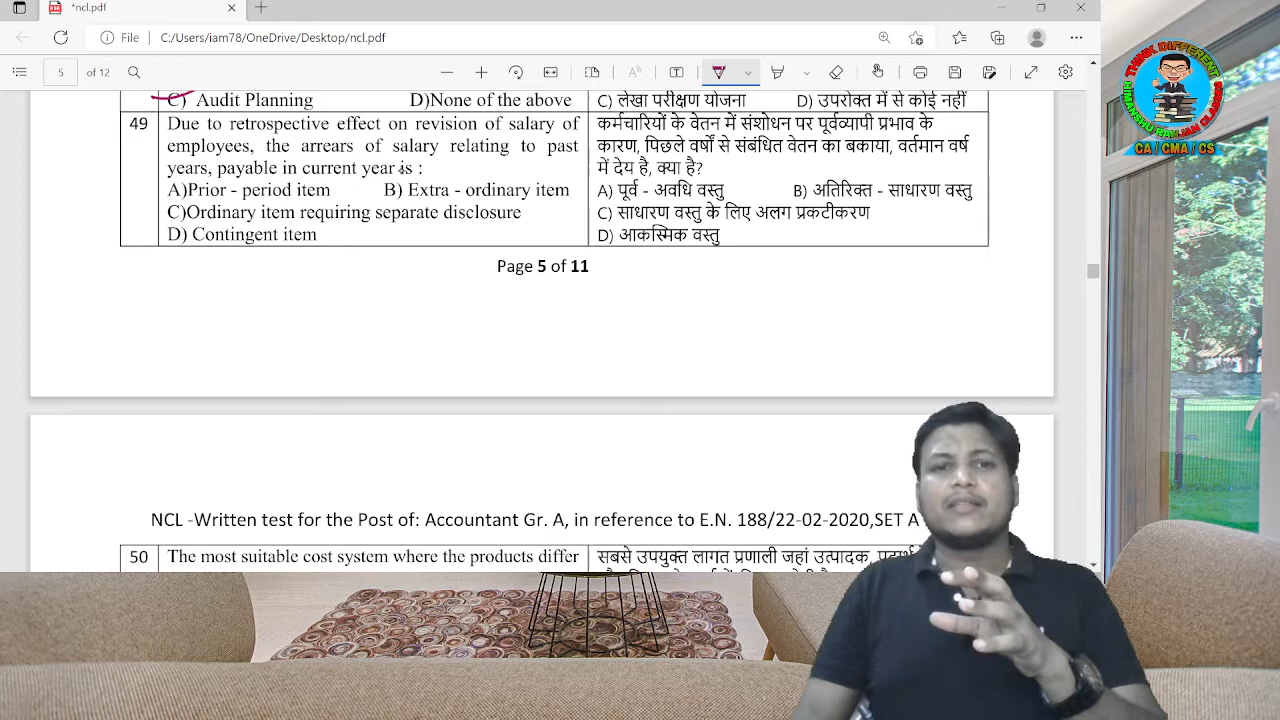 *ncl.pdf
File C:/Users/iam78/OneDrive/Desktop/ncl.pdf
5 of 12
C) Audit Planning D)None of the above
C) लेखा परीक्षण योजना D) उपरोक्त में से कोई नहीं
49 Due to retrospective effect on revision of salary of
employees, the arrears of salary relating to past
years, payable in current year is :
A)Prior - period item B) Extra - ordinary item
C)Ordinary item requiring separate disclosure
D) Contingent item
कर्मचारियों के वेतन में संशोधन पर पूर्वव्यापी प्रभाव के
कारण, पिछले वर्षों से संबंधित वेतन का बकाया, वर्तमान वर्ष
में देय है, क्या है?
A) पूर्व - अवधि वस्तु B) अतिरिक्त - साधारण वस्तु
C) साधारण वस्तु के लिए अलग प्रकटीकरण
D) आकस्मिक वस्तु
Page 5 of 11
NCL -Written test for the Post of: Accountant Gr. A, in reference to E.N. 188/22-02-2020,SET A
50 The most suitable cost system where the products differ
सबसे उपयुक्त लागत प्रणाली जहां उत्पादक, पदार्थ
THINK DIFFERENT
HIMANSHU RANJAN CLASSES
CA / CMA / CS